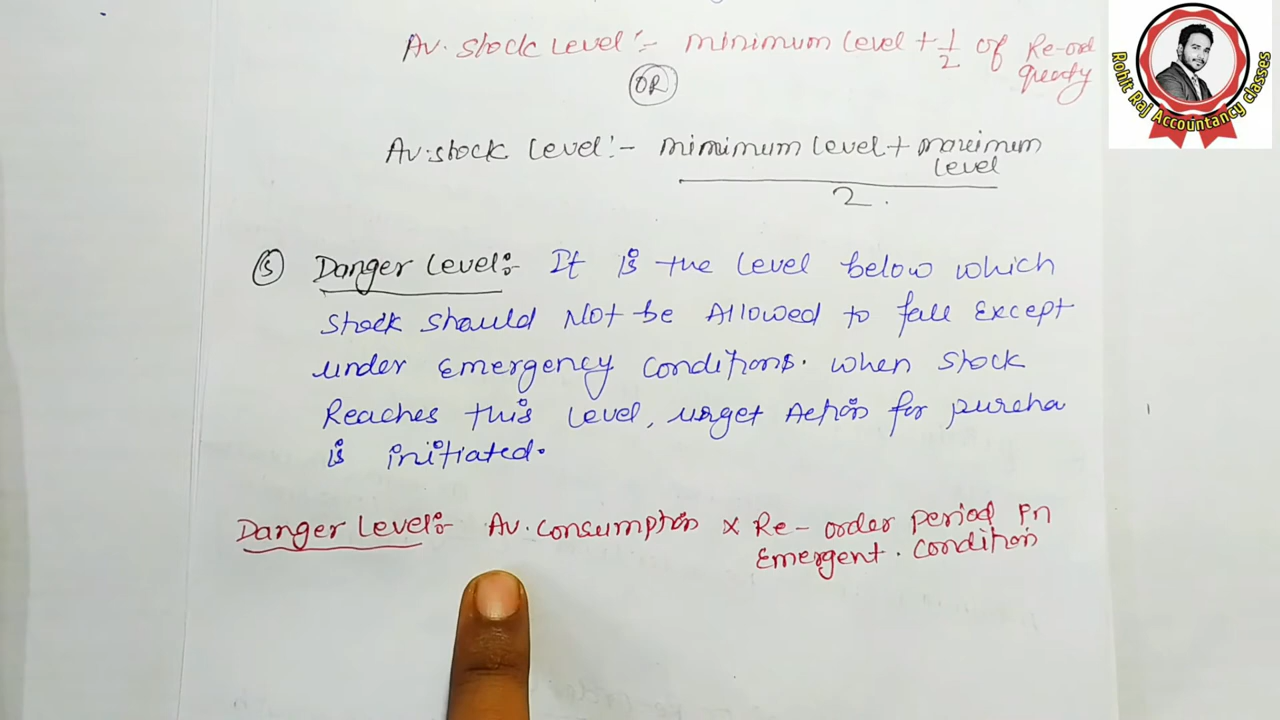 Av. stock Level :- minimum level + 1/2 of Re-ord
OR
Av. stock Level :- minimum level + maximum level
2.
(5) Danger Level :- It is the Level below which
stock should Not be Allowed to fall Except
under Emergency Conditions. when stock
Reaches this Level, urget Action for purcha
is initiated.
Danger Level :- Av. consumption × Re-order period in
Emergent. condition
Rohit Raj Accountancy classes